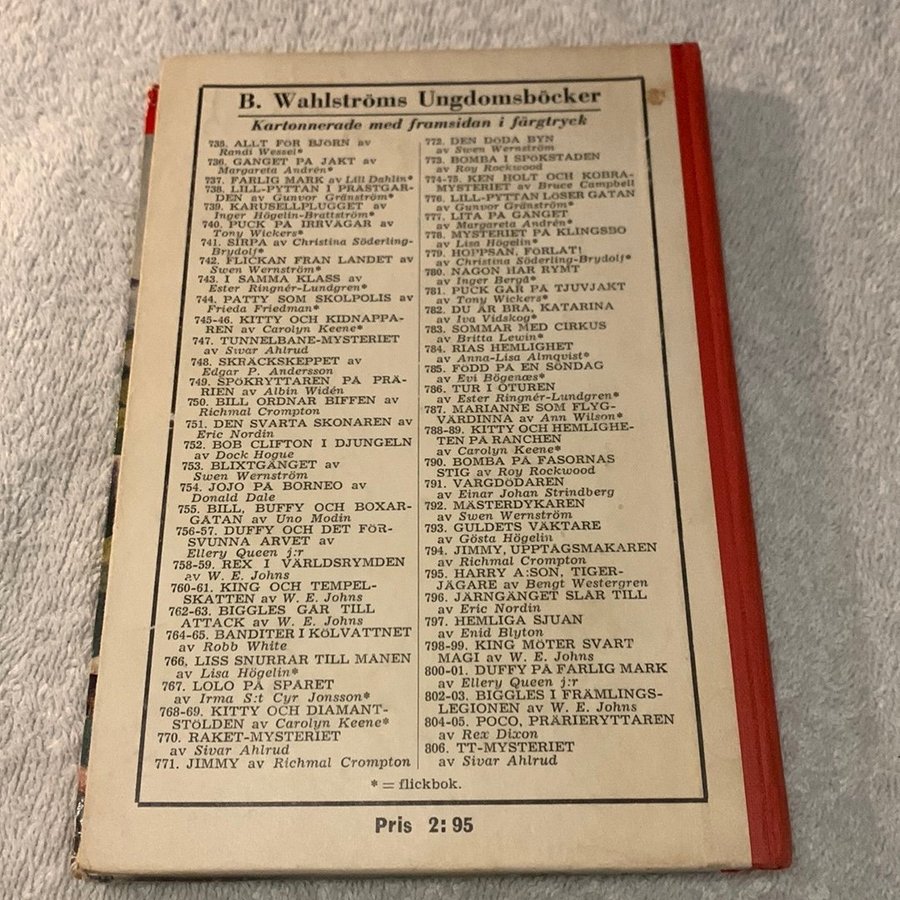 B. Wahlströms Ungdomsböcker
Kartonnerade med framsidan i färgtryck
735. ALLT FÖR BJÖRN av
Randi Wessel*
736. GÄNGET PÅ JAKT av
Margareta Andrén*
737. FARLIG MARK av Lill Dahlin*
738. LILL-PYTTAN I PRÄSTGÅR-
DEN av Gunvor Gränström*
739. KARUSELLPLUGGET av
Inger Högelin-Brattström*
740. PUCK PÅ IRRVÄGAR av
Tony Wickers*
741. SIRPA av Christina Söderling-
Brydolf*
742. FLICKAN FRÅN LANDET av
Swen Wernström*
743. I SAMMA KLASS av
Ester Ringnér-Lundgren*
744. PATTY SOM SKOLPOLIS av
Frieda Friedman*
745-46. KITTY OCH KIDNAPPA-
REN av Carolyn Keene*
747. TUNNELBANE-MYSTERIET
av Sivar Ahlrud
748. SKRÄCKSKEPPET av
Edgar P. Andersson
749. SPÖKRYTTAREN PÅ PRÄ-
RIEN av Albin Widén
750. BILL ORDNAR BIFFEN av
Richmal Crompton
751. DEN SVARTA SKONAREN av
Eric Nordin
752. BOB CLIFTON I DJUNGELN
av Dock Hogue
753. BLIXTGÄNGET av
Swen Wernström
754. JOJO PÅ BORNEO av
Donald Dale
755. BILL, BUFFY OCH BOXAR-
GATAN av Uno Modin
756-57. DUFFY OCH DET FÖR-
SVUNNA ARVET av
Ellery Queen j:r
758-59. REX I VÄRLDSRYMDEN
av W. E. Johns
760-61. KING OCH TEMPEL-
SKATTEN av W. E. Johns
762-63. BIGGLES GÅR TILL
ATTACK av W. E. Johns
764-65. BANDITER I KÖLVATTNET
av Robb White
766, LISS SNURRAR TILL MÅNEN
av Lisa Högelin*
767. LOLO PÅ SPÅRET
av Irma S:t Cyr Jonsson*
768-69. KITTY OCH DIAMANT-
STÖLDEN av Carolyn Keene*
770. RAKET-MYSTERIET
av Sivar Ahlrud
771. JIMMY av Richmal Crompton
772. DEN DÖDA BYN
av Swen Wernström
773. BOMBA I SPÖKSTADEN
av Roy Rockwood
774-75. KEN HOLT OCH KOBRA-
MYSTERIET av Bruce Campbell
776. LILL-PYTTAN LÖSER GÅTAN
av Gunvor Gränström*
777. LITA PÅ GÄNGET
av Margareta Andrén*
778. MYSTERIET PÅ KLINGSBO
av Lisa Högelin*
779. HOPPSAN, FÖRLÅT!
av Christina Söderling-Brydolf*
780. NÅGON HAR RYMT
av Inger Bergå*
781. PUCK GÅR PÅ TJUVJAKT
av Tony Wickers*
782. DU ÄR BRA, KATARINA
av Iva Vidskog*
783. SOMMAR MED CIRKUS
av Britta Lewin*
784. RIAS HEMLIGHET
av Anna-Lisa Almqvist*
785. FÖDD PÅ EN SÖNDAG
av Evi Bögenæs*
786. TUR I OTUREN
av Ester Ringnér-Lundgren*
787. MARIANNE SOM FLYG-
VÄRDINNA av Ann Wilson*
788-89. KITTY OCH HEMLIGHE-
TEN PÅ RANCHEN
av Carolyn Keene*
790. BOMBA PÅ FASORNAS
STIG av Roy Rockwood
791. VARGDÖDAREN
av Einar Johan Strindberg
792. MÄSTERDYKAREN
av Swen Wernström
793. GULDETS VÄKTARE
av Gösta Högelin
794. JIMMY, UPPTÅGSMAKAREN
av Richmal Crompton
795. HARRY A:SON, TIGER-
JÄGARE av Bengt Westergren
796. JÄRNGÄNGET SLÅR TILL
av Eric Nordin
797. HEMLIGA SJUAN
av Enid Blyton
798-99. KING MÖTER SVART
MAGI av W. E. Johns
800-01. DUFFY PÅ FARLIG MARK
av Ellery Queen j:r
802-03. BIGGLES I FRÄMLINGS-
LEGIONEN av W. E. Johns
804-05. POCO, PRÄRIERYTTAREN
av Rex Dixon
806. TT-MYSTERIET
av Sivar Ahlrud
* = flickbok.
Pris 2:95